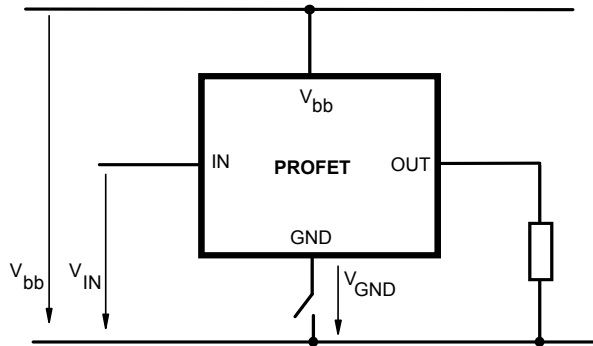 Vbb
IN
PROFET
OUT
GND
Vbb
VIN
VGND